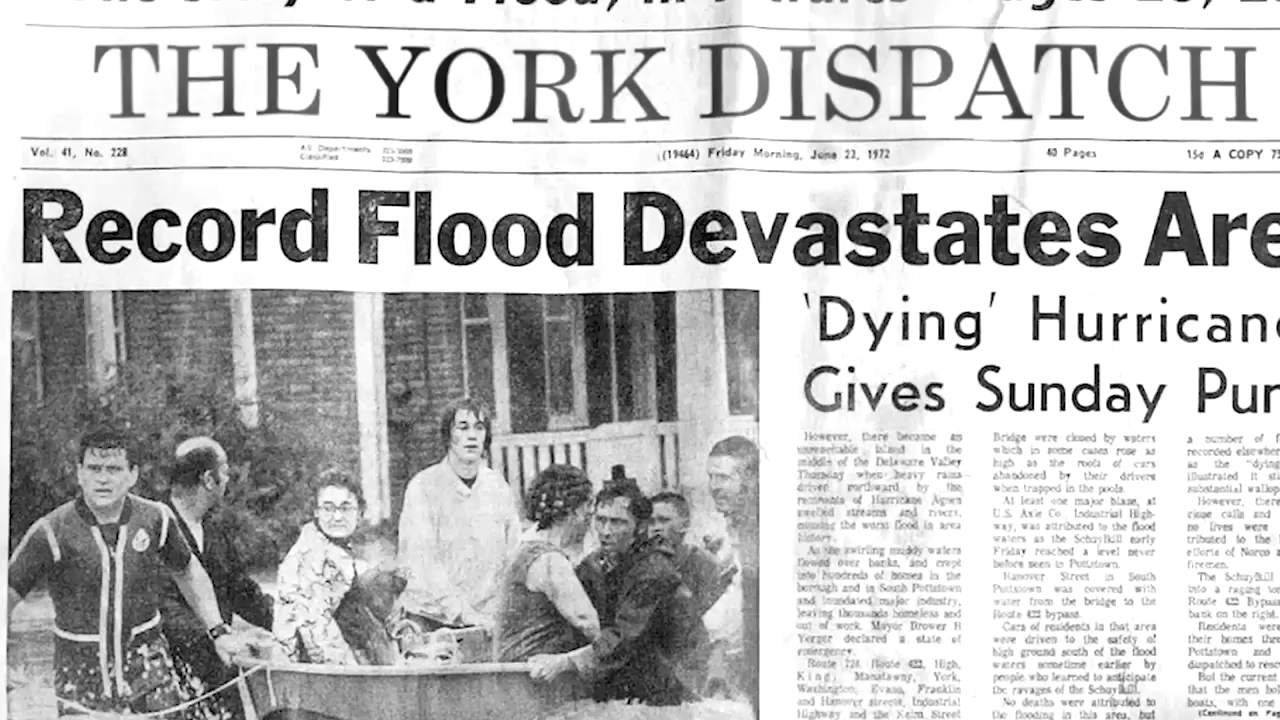 THE YORK DISPATCH
Vol. 41, No. 228
All Departments
Classified
(19464) Friday Morning, June 23, 1972
40 Pages
15¢ A COPY
Record Flood Devastates Are
'Dying' Hurrican
Gives Sunday Pun
However, there became an
unreachable island in the
middle of the Delaware Valley
Thursday when heavy rains
driven northward by the
remnants of Hurricane Agnes
swelled streams and rivers,
causing the worst flood in area
history.
As the swirling muddy waters
flowed over banks, and crept
into hundreds of homes in the
borough and in South Pottstown
and inundated major industry,
leaving thousands homeless and
out of work. Mayor Drower H
Yerger declared a state of
emergency.
Route 724, Route 422, High,
King, Manatawny, York,
Washington, Evans, Franklin
and Hanover streets, Industrial
Highway and the Keim Street
Bridge were closed by waters
which in some cases rose as
high as the roofs of cars
abandoned by their drivers
when trapped in the pools.
At least one major blaze, at
U.S. Axle Co., Industrial High-
way, was attributed to the flood
waters as the Schuylkill early
Friday reached a level never
before seen in Pottstown.
Hanover Street in South
Pottstown was covered with
water from the bridge to the
Route 422 bypass.
Cars of residents in that area
were driven to the safety of
high ground south of the flood
waters sometime earlier by
people who learned to anticipate
the ravages of the Schuylkill.
No deaths were attributed to
the flooding in this area, but
a number of
recorded elsewher
as the "dying
illustrated it
substantial wallop
However, ther
close calls and
no lives were
tributed to the
efforts of Norco
firemen.
The Schuylkill
into a raging
Route 422 Bypas
bank on the right.
Residents were
their homes
Pottstown and
dispatched to
But the current
that the men
boats, with one
(Continued on